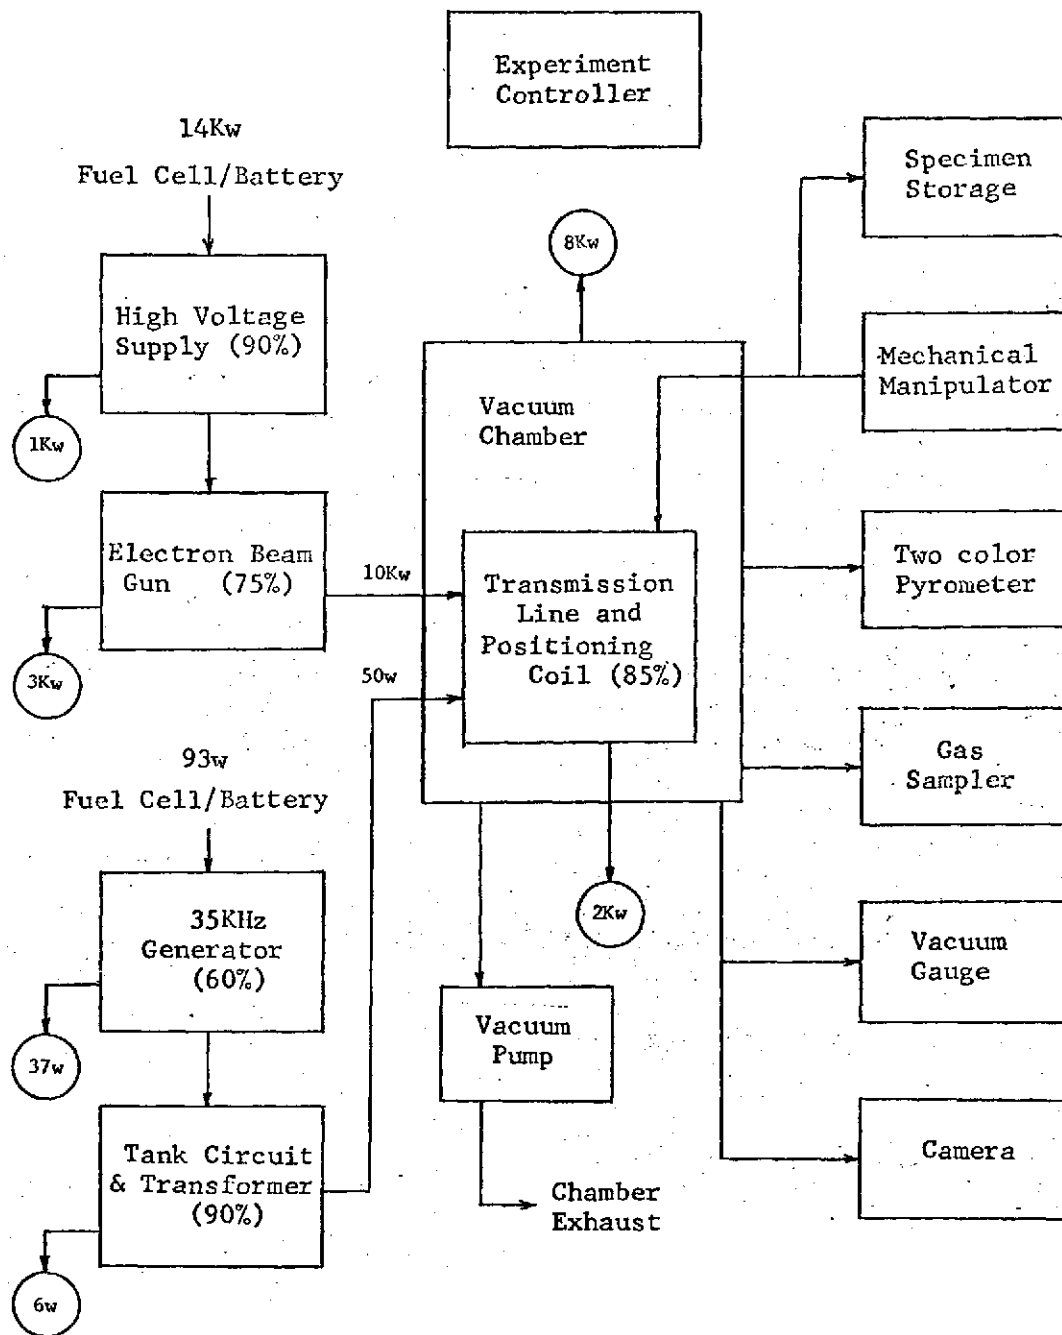 Experiment
Controller
14Kw
Fuel Cell/Battery
High Voltage
Supply (90%)
1Kw
Electron Beam
Gun (75%)
3Kw
10Kw
50w
93w
Fuel Cell/Battery
35KHz
Generator
(60%)
37w
Tank Circuit
& Transformer
(90%)
6w
8Kw
Vacuum
Chamber
Transmission
Line and
Positioning
Coil (85%)
2Kw
Vacuum
Pump
Chamber
Exhaust
Specimen
Storage
Mechanical
Manipulator
Two color
Pyrometer
Gas
Sampler
Vacuum
Gauge
Camera